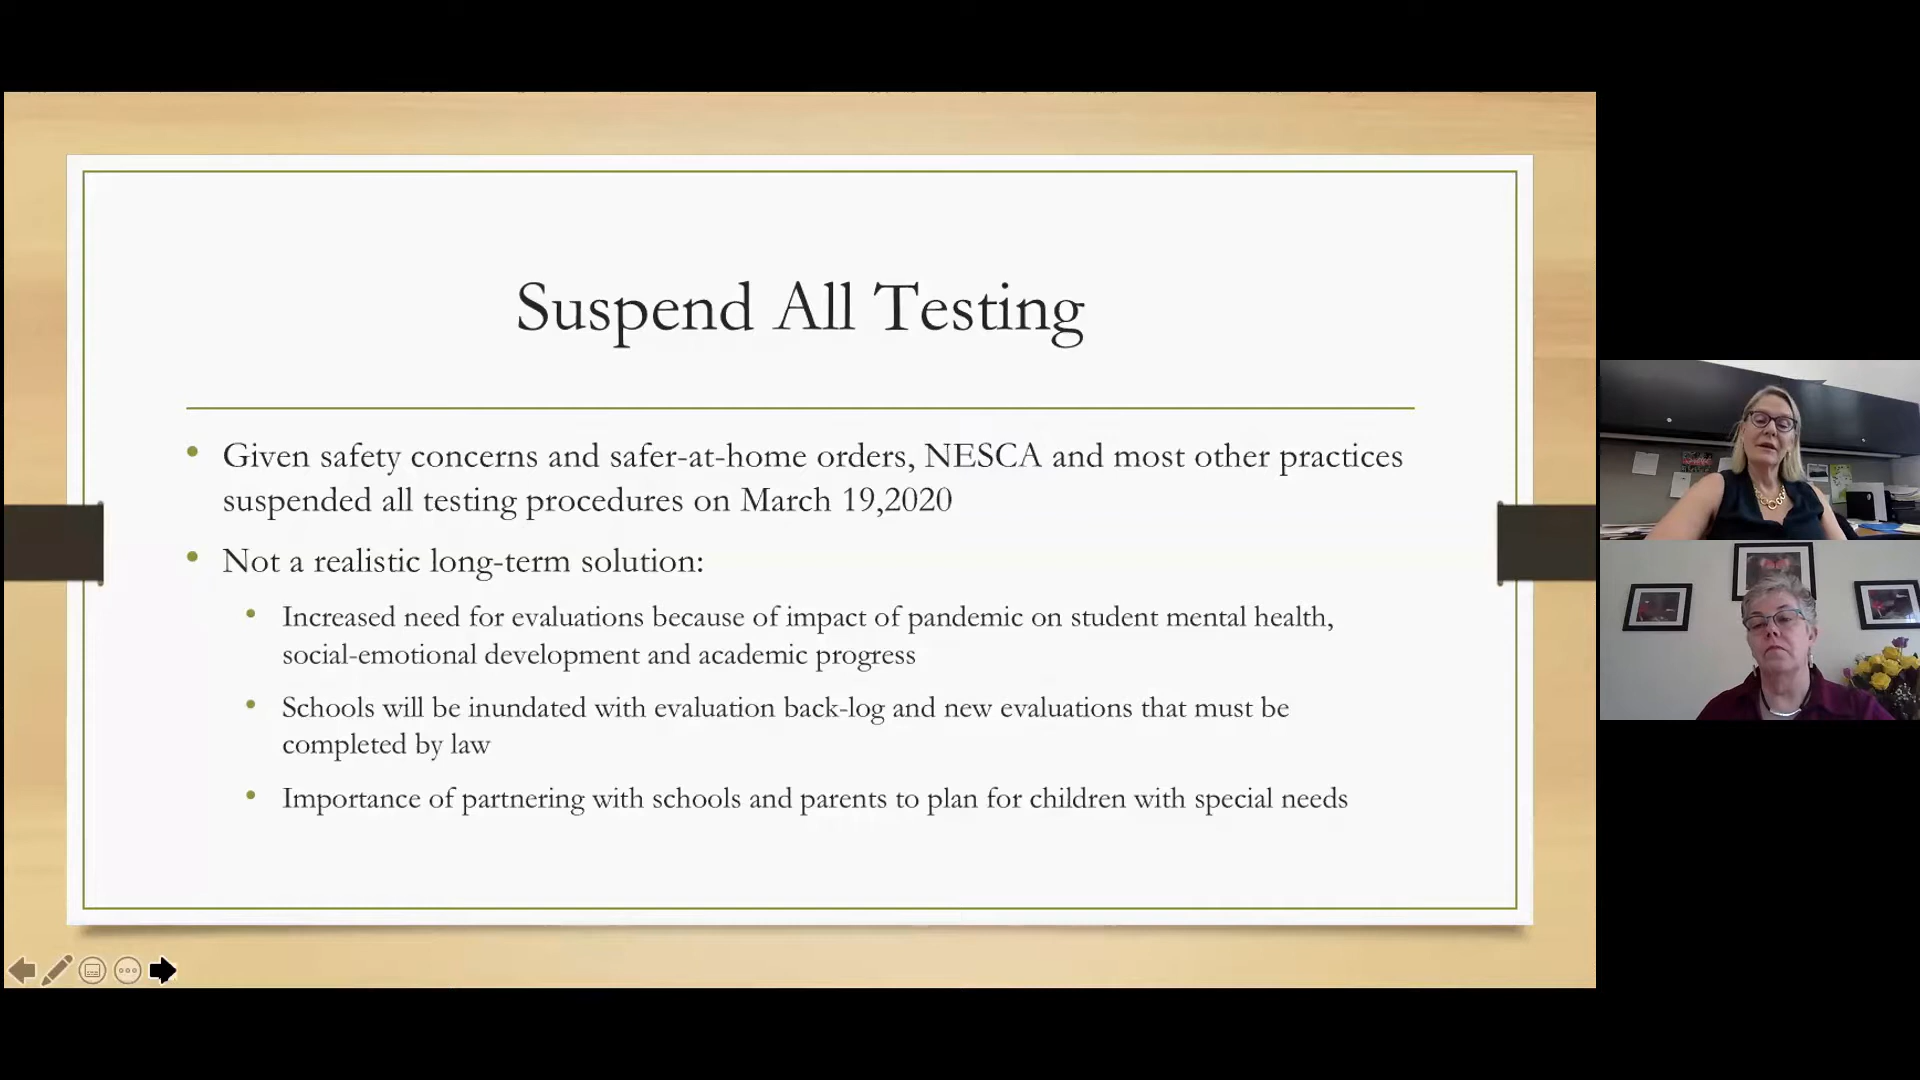 Suspend All Testing
Given safety concerns and safer-at-home orders, NESCA and most other practices
suspended all testing procedures on March 19,2020
Not a realistic long-term solution:
Increased need for evaluations because of impact of pandemic on student mental health,
social-emotional development and academic progress
Schools will be inundated with evaluation back-log and new evaluations that must be
completed by law
Importance of partnering with schools and parents to plan for children with special needs